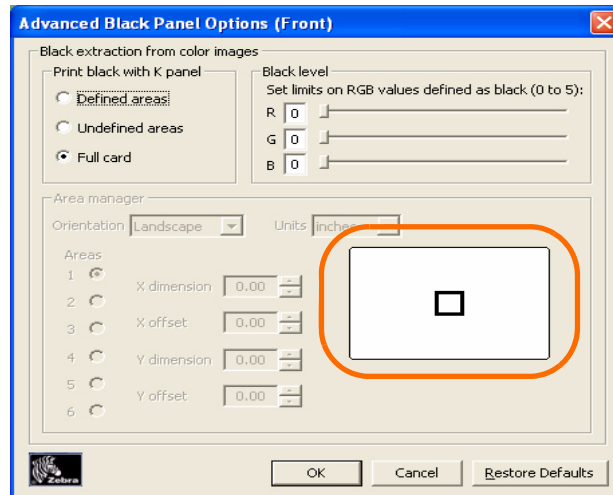 Advanced Black Panel Options (Front)
Black extraction from color images
Print black with K panel
Defined areas
Undefined areas
Full card
Black level
Set limits on RGB values defined as black (0 to 5):
R 0
G 0
B 0
Area manager
Orientation Landscape Units inches
Areas
1
2
3
4
5
6
X dimension 0.00
X offset 0.00
Y dimension 0.00
Y offset 0.00
Zebra
OK Cancel Restore Defaults